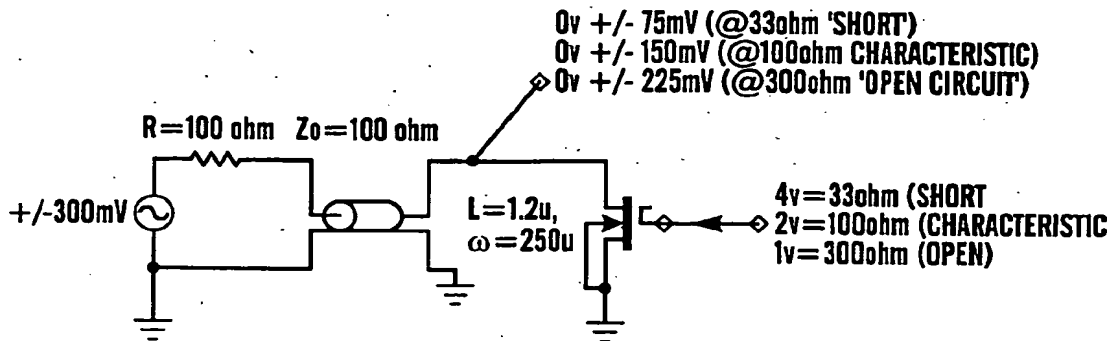 0v +/- 75mV (@33ohm 'SHORT')
0v +/- 150mV (@100ohm CHARACTERISTIC)
0v +/- 225mV (@300ohm 'OPEN CIRCUIT')
R=100 ohm Zo=100 ohm
+/-300mV
L=1.2u,
ω=250u
4v=33ohm (SHORT
2v=100ohm (CHARACTERISTIC
1v=300ohm (OPEN)